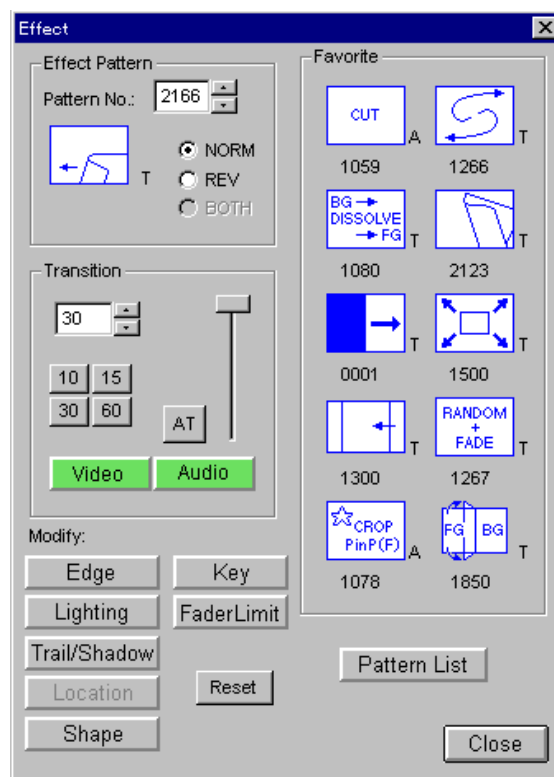 Effect
Effect Pattern
Pattern No.: 2166
T
NORM
REV
BOTH
Transition
30
10 15
30 60
AT
Video Audio
Modify:
Edge Key
Lighting FaderLimit
Trail/Shadow
Location Reset
Shape
Favorite
CUT A T
1059 1266
BG
DISSOLVE
FG T T
1080 2123
T T
0001 1500
RANDOM
+
FADE
T T
1300 1267
CROP
PinP(F) A
FG BG T
1078 1850
Pattern List
Close